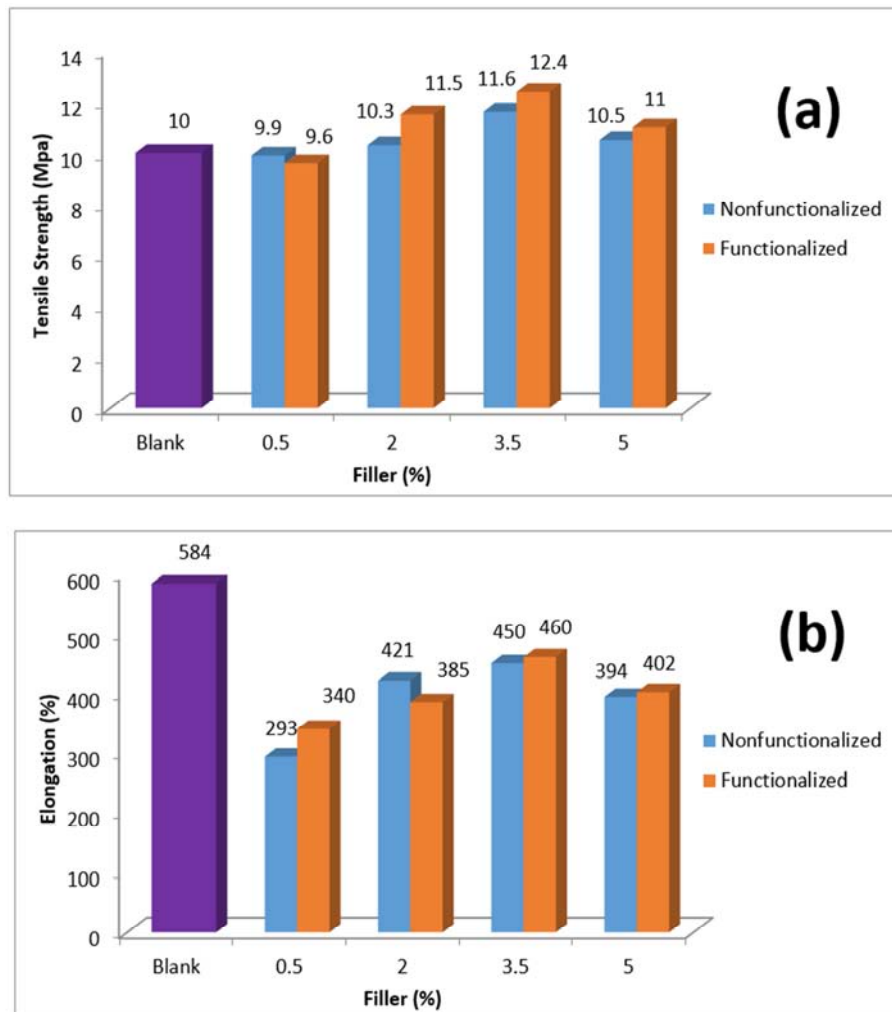 14
12
10
8
6
4
2
0
Tensile Strength (Mpa)
10
9.9
9.6
10.3
11.5
11.6
12.4
10.5
11
(a)
Nonfunctionalized
Functionalized
Blank 0.5 2 3.5 5
Filler (%)
584
600
500
400
300
200
100
0
Elongation (%)
293
340
421
385
450
460
394
402
(b)
Nonfunctionalized
Functionalized
Blank 0.5 2 3.5 5
Filler (%)